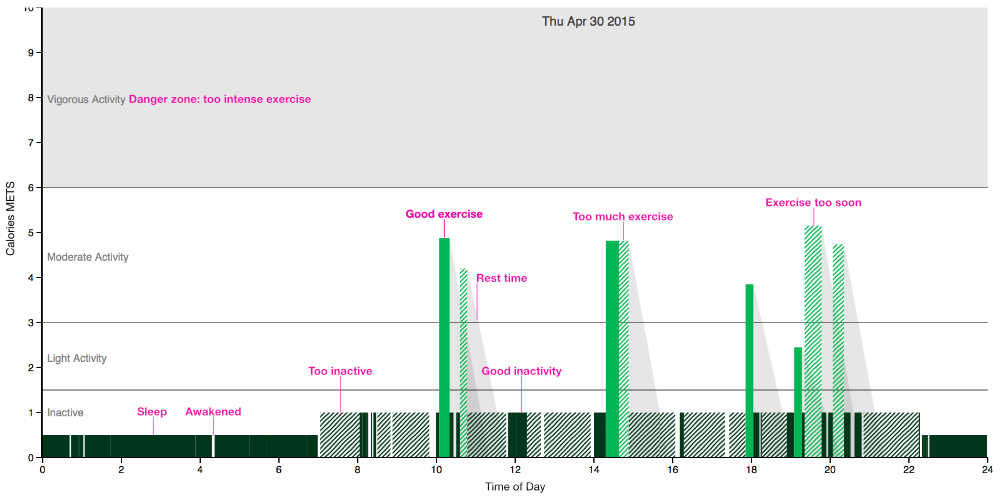 Thu Apr 30 2015
10
9
Vigorous Activity Danger zone: too intense exercise
8
7
6
Exercise too soon
Good exercise
Too much exercise
5
Calories METS
Moderate Activity
4
Rest time
3
Light Activity
2
Too inactive
Good inactivity
Inactive
Sleep
Awakened
1
0
0 2 4 6 8 10 12 14 16 18 20 22 24
Time of Day